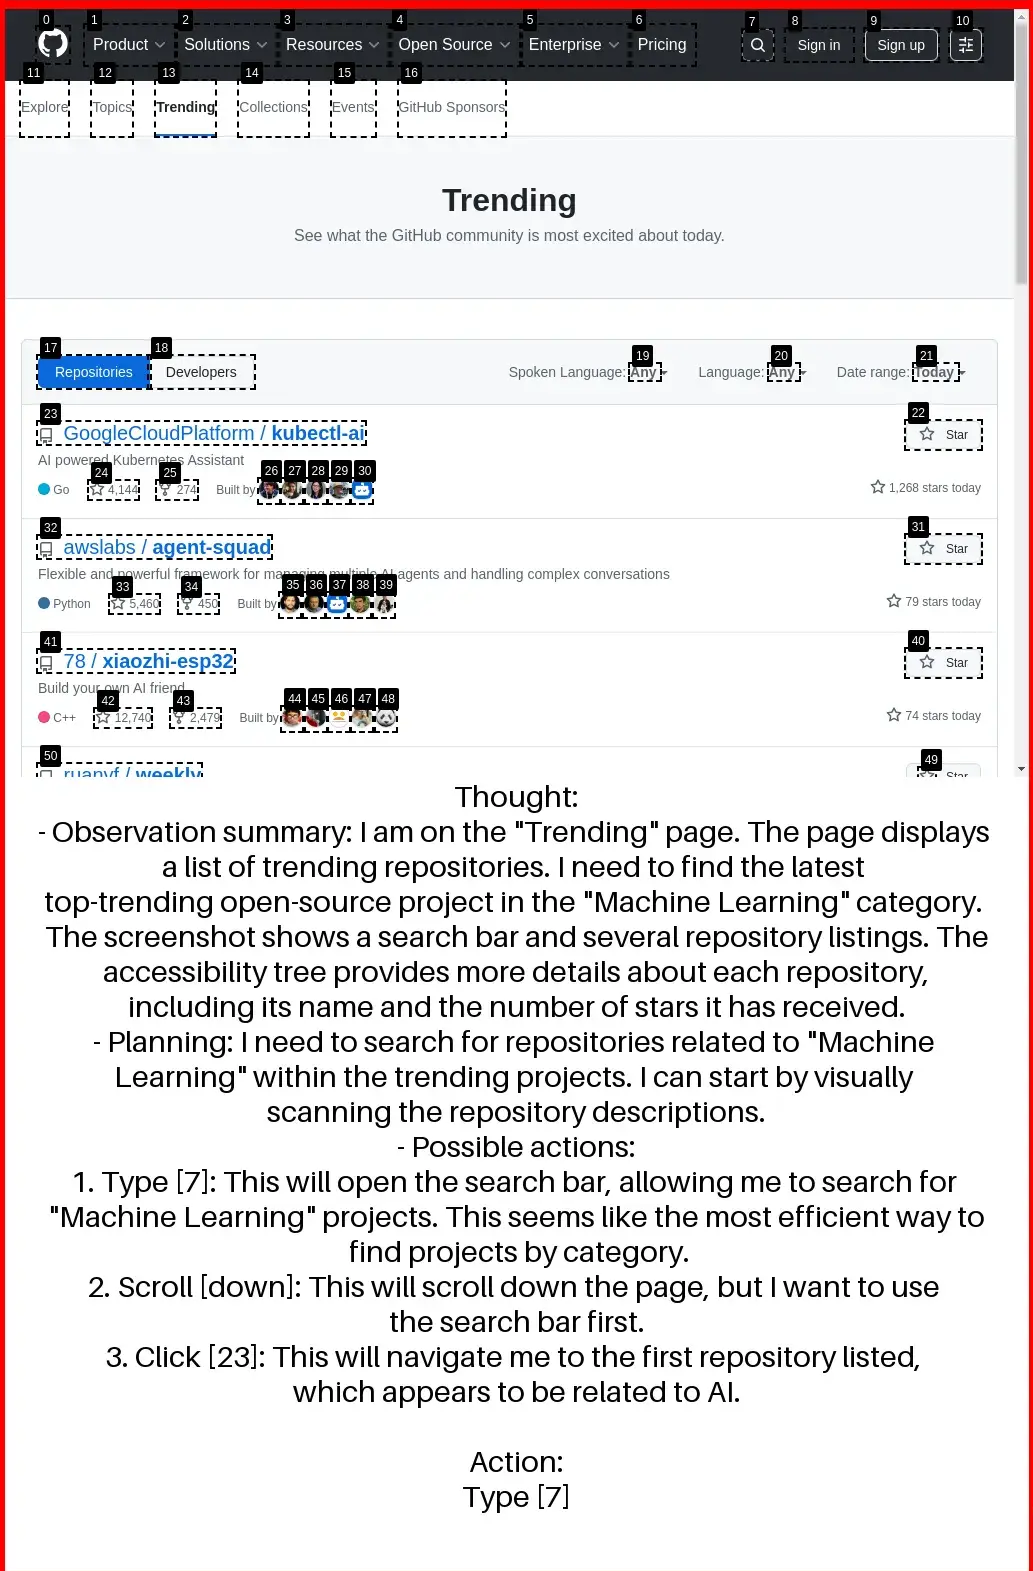 0 1 2 3 4 5 6 7 8 9 10
Product Solutions Resources Open Source Enterprise Pricing Sign in Sign up
11 12 13 14 15 16
Explore Topics Trending Collections Events GitHub Sponsors
Trending
See what the GitHub community is most excited about today.
17 18 19 20 21
Repositories Developers Spoken Language: Any Language: Any Date range: Today
23 22
GoogleCloudPlatform / kubectl-ai Star
AI powered Kubernetes Assistant
24 25 26 27 28 29 30
Go 4,144 274 Built by 1,268 stars today
32 31
awslabs / agent-squad Star
Flexible and powerful framework for managing multiple AI agents and handling complex conversations
33 34 35 36 37 38 39
Python 5,460 450 Built by 79 stars today
41 40
78 / xiaozhi-esp32 Star
Build your own AI friend
42 43 44 45 46 47 48
C++ 12,740 2,479 Built by 74 stars today
50 49
ruanyf / weekly Star
Thought:
- Observation summary: I am on the "Trending" page. The page displays
a list of trending repositories. I need to find the latest
top-trending open-source project in the "Machine Learning" category.
The screenshot shows a search bar and several repository listings. The
accessibility tree provides more details about each repository,
including its name and the number of stars it has received.
- Planning: I need to search for repositories related to "Machine
Learning" within the trending projects. I can start by visually
scanning the repository descriptions.
- Possible actions:
1. Type [7]: This will open the search bar, allowing me to search for
"Machine Learning" projects. This seems like the most efficient way to
find projects by category.
2. Scroll [down]: This will scroll down the page, but I want to use
the search bar first.
3. Click [23]: This will navigate me to the first repository listed,
which appears to be related to AI.
Action:
Type [7]